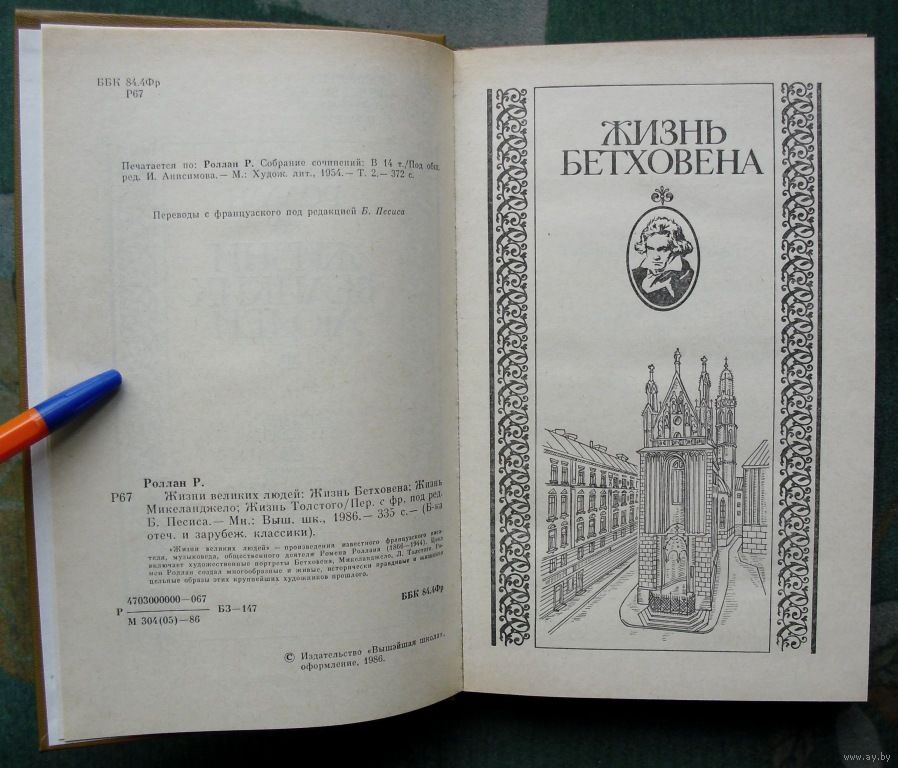 ББК 84.4Фр
Р67
Печатается по: Роллан Р. Собрание сочинений: В 14 т./Под общ.
ред. И. Анисимова.— М.: Худож. лит., 1954.— Т. 2,— 372 с.
Переводы с французского под редакцией Б. Песиса
Роллан Р.
Р67 Жизни великих людей: Жизнь Бетховена; Жизнь
Микеланджело; Жизнь Толстого/Пер. с фр. под ред.
Б. Песиса.— Мн.: Выш. шк., 1986.— 335 с.— (Б-ка
отеч. и зарубеж. классики).
«Жизни великих людей» — произведения известного французского писа-
теля, музыковеда, общественного деятеля Ромена Роллана (1866—1944). Цикл
включает художественные портреты Бетховена, Микеланджело, Л. Толстого. Ро-
мен Роллан создал многообразные и живые, исторически правдивые и
цельные образы этих крупнейших художников прошлого.
4703000000—067
Р БЗ—147
М 304(05)—86
ББК 84.4Фр
© Издательство «Вышэйшая школа»,
оформление, 1986.
ЖИЗНЬ
БЕТХОВЕНА
www.ay.by